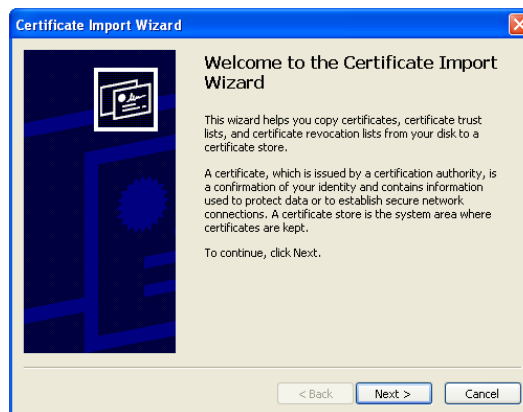 Certificate Import Wizard
Welcome to the Certificate Import
Wizard
This wizard helps you copy certificates, certificate trust
lists, and certificate revocation lists from your disk to a
certificate store.
A certificate, which is issued by a certification authority, is
a confirmation of your identity and contains information
used to protect data or to establish secure network
connections. A certificate store is the system area where
certificates are kept.
To continue, click Next.
< Back Next > Cancel